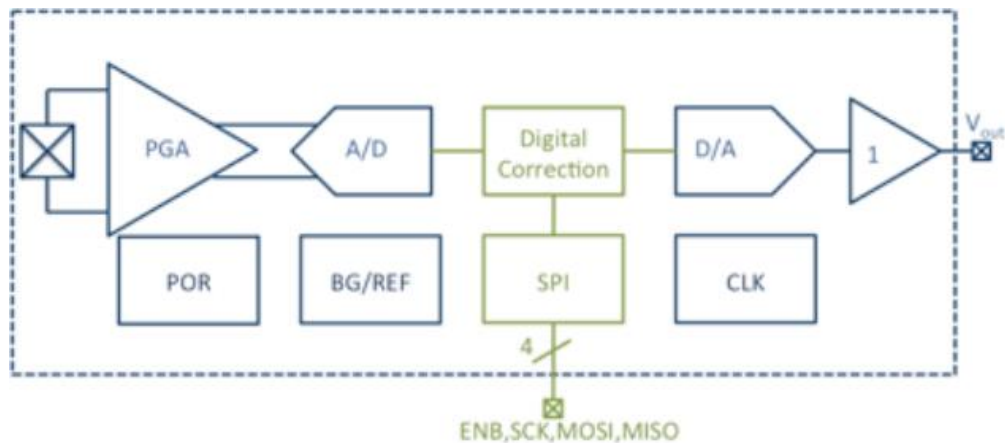 PGA
A/D
Digital
Correction
D/A
1
Vout
POR
BG/REF
SPI
CLK
4
ENB,SCK,MOSI,MISO